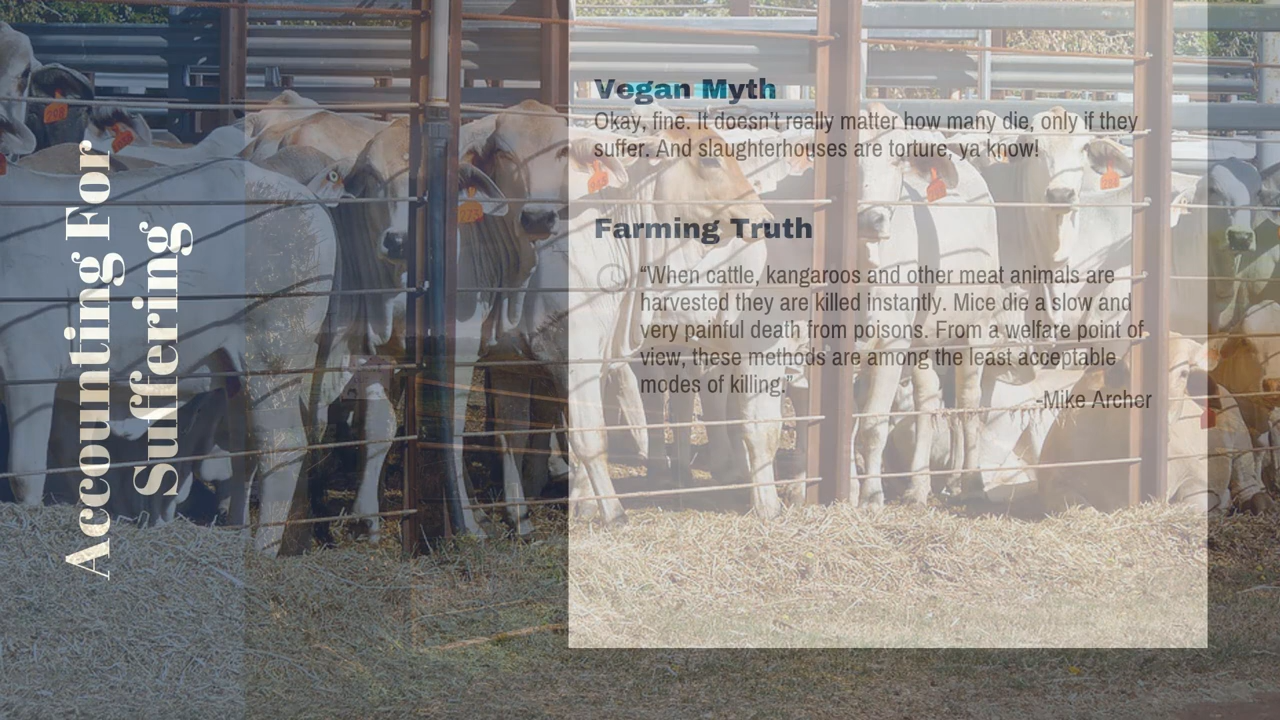 Accounting For
Suffering
Vegan Myth
Okay, fine. It doesn't really matter how many die, only if they
suffer. And slaughterhouses are torture, ya know!
Farming Truth
“When cattle, kangaroos and other meat animals are
harvested they are killed instantly. Mice die a slow and
very painful death from poisons. From a welfare point of
view, these methods are among the least acceptable
modes of killing.”
-Mike Archer